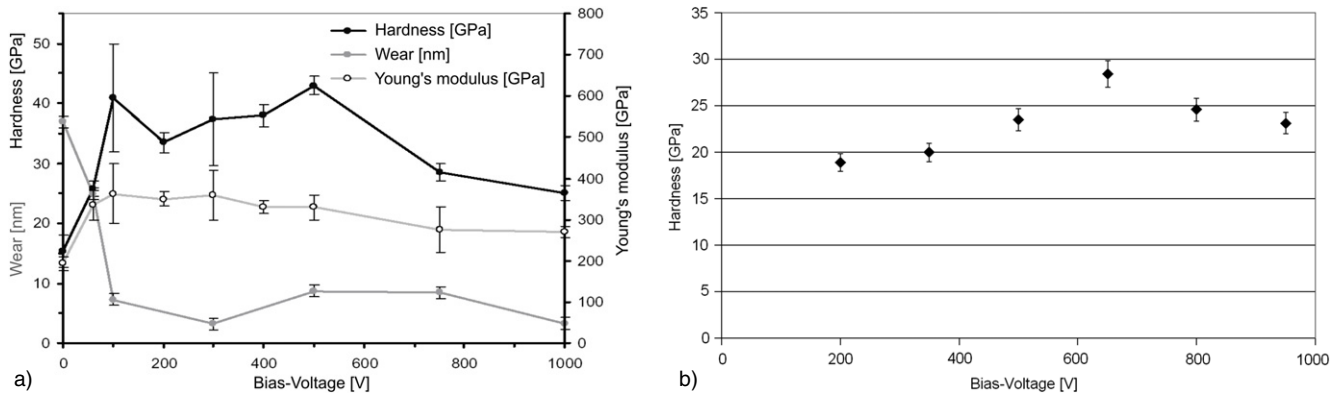 Hardness [GPa]
Wear [nm]
Young's modulus [GPa]
Wear [nm] Hardness [GPa]
0
10
20
30
40
50
Young's modulus [GPa]
0
100
200
300
400
500
600
700
800
0 200 400 600 800 1000
Bias-Voltage [V]
a)
Hardness [GPa]
35
30
25
20
15
10
5
0
0 200 400 600 800 1000
Bias-Voltage [V]
b)